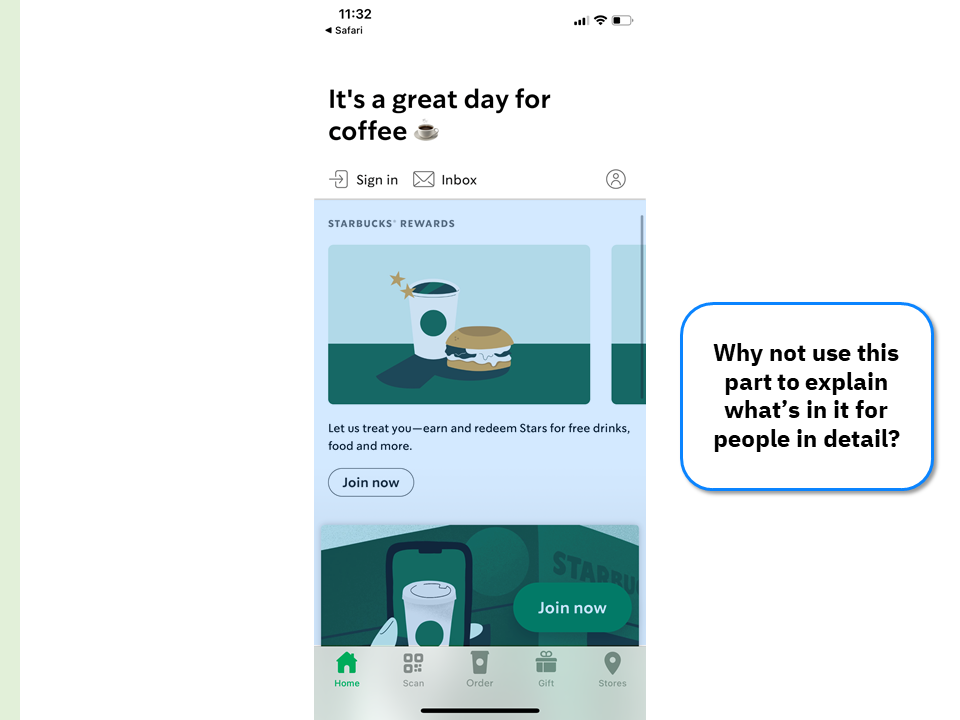 11:32
◀ Safari
It's a great day for
coffee ☕
Sign in
Inbox
STARBUCKS® REWARDS
Let us treat you—earn and redeem Stars for free drinks,
food and more.
Join now
Join now
Home
Scan
Order
Gift
Stores
Why not use this
part to explain
what’s in it for
people in detail?